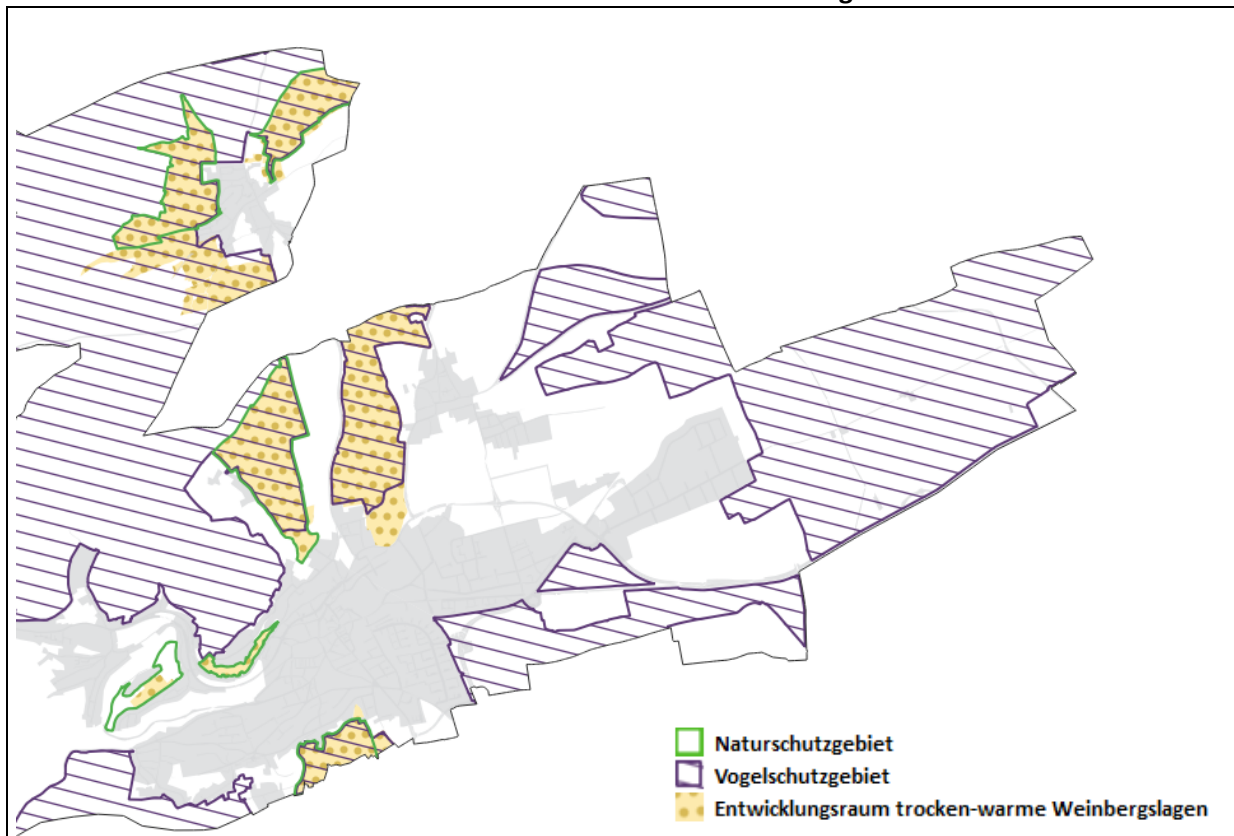 Naturschutzgebiet
Vogelschutzgebiet
Entwicklungsraum trocken-warme Weinbergslagen